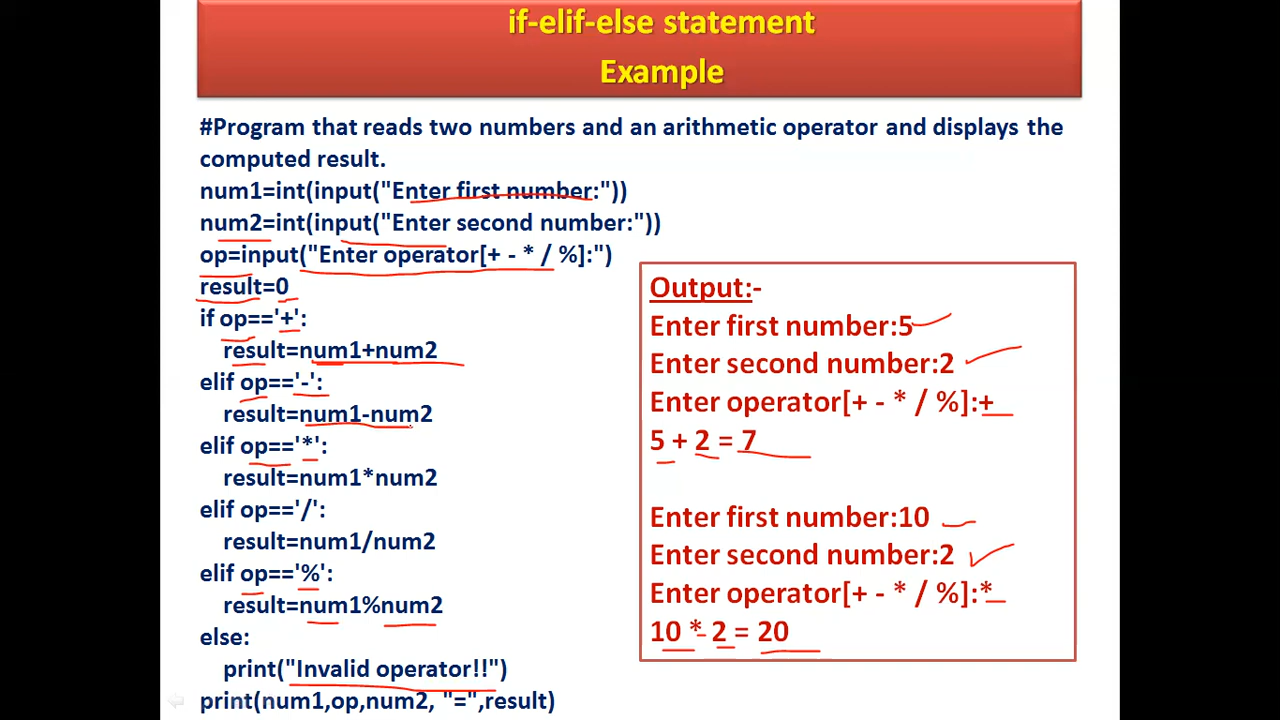 if-elif-else statement
Example
#Program that reads two numbers and an arithmetic operator and displays the
computed result.
num1=int(input("Enter first number:"))
num2=int(input("Enter second number:"))
op=input("Enter operator[+ - * / %]:")
result=0
if op=='+':
result=num1+num2
elif op=='-':
result=num1-num2
elif op=='*':
result=num1*num2
elif op=='/':
result=num1/num2
elif op=='%':
result=num1%num2
else:
print("Invalid operator!!")
print(num1,op,num2, "=",result)
Output:-
Enter first number:5
Enter second number:2
Enter operator[+ - * / %]:+
5 + 2 = 7
Enter first number:10
Enter second number:2
Enter operator[+ - * / %]:*
10 * 2 = 20